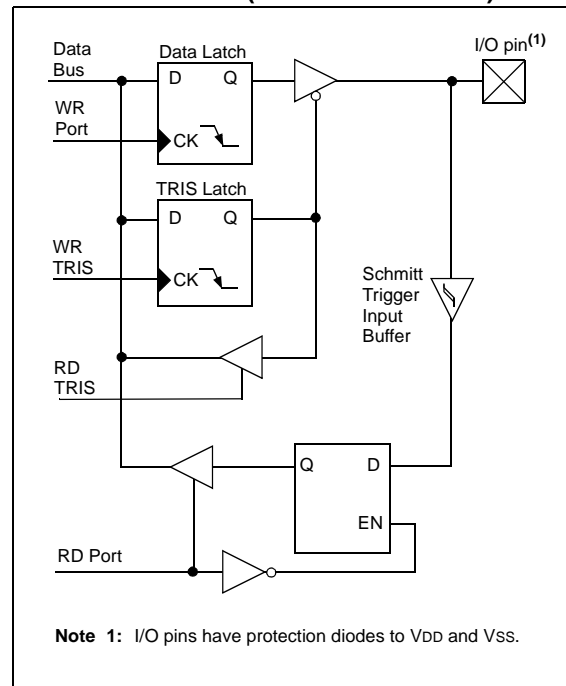 Data
Bus
Data Latch
I/O pin(1)
D Q
WR
Port
CK
TRIS Latch
D Q
WR
TRIS
CK
Schmitt
Trigger
Input
Buffer
RD
TRIS
Q D
EN
RD Port
Note 1: I/O pins have protection diodes to VDD and VSS.